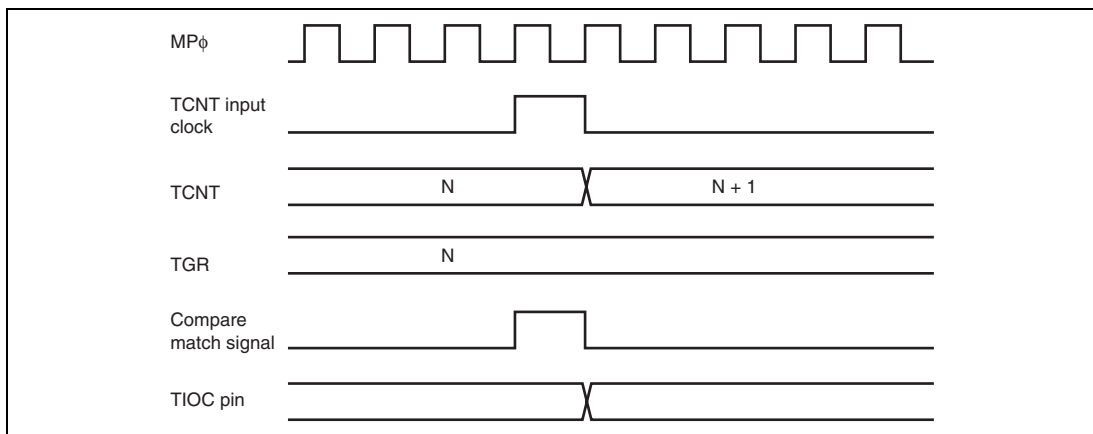 MPϕ
TCNT input
clock
TCNT
N
N + 1
TGR
N
Compare
match signal
TIOC pin